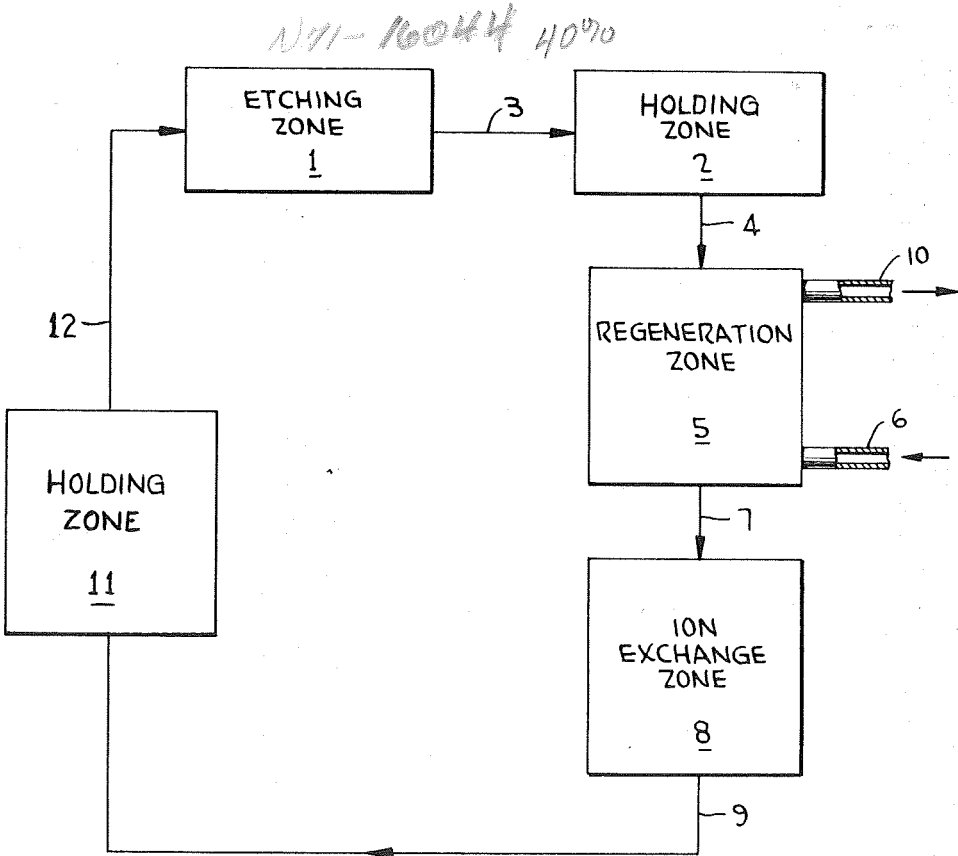 40%
ETCHING
ZONE
1
3
HOLDING
ZONE
2
4
10
REGENERATION
ZONE
5
6
12
HOLDING
ZONE
11
7
ION
EXCHANGE
ZONE
8
9